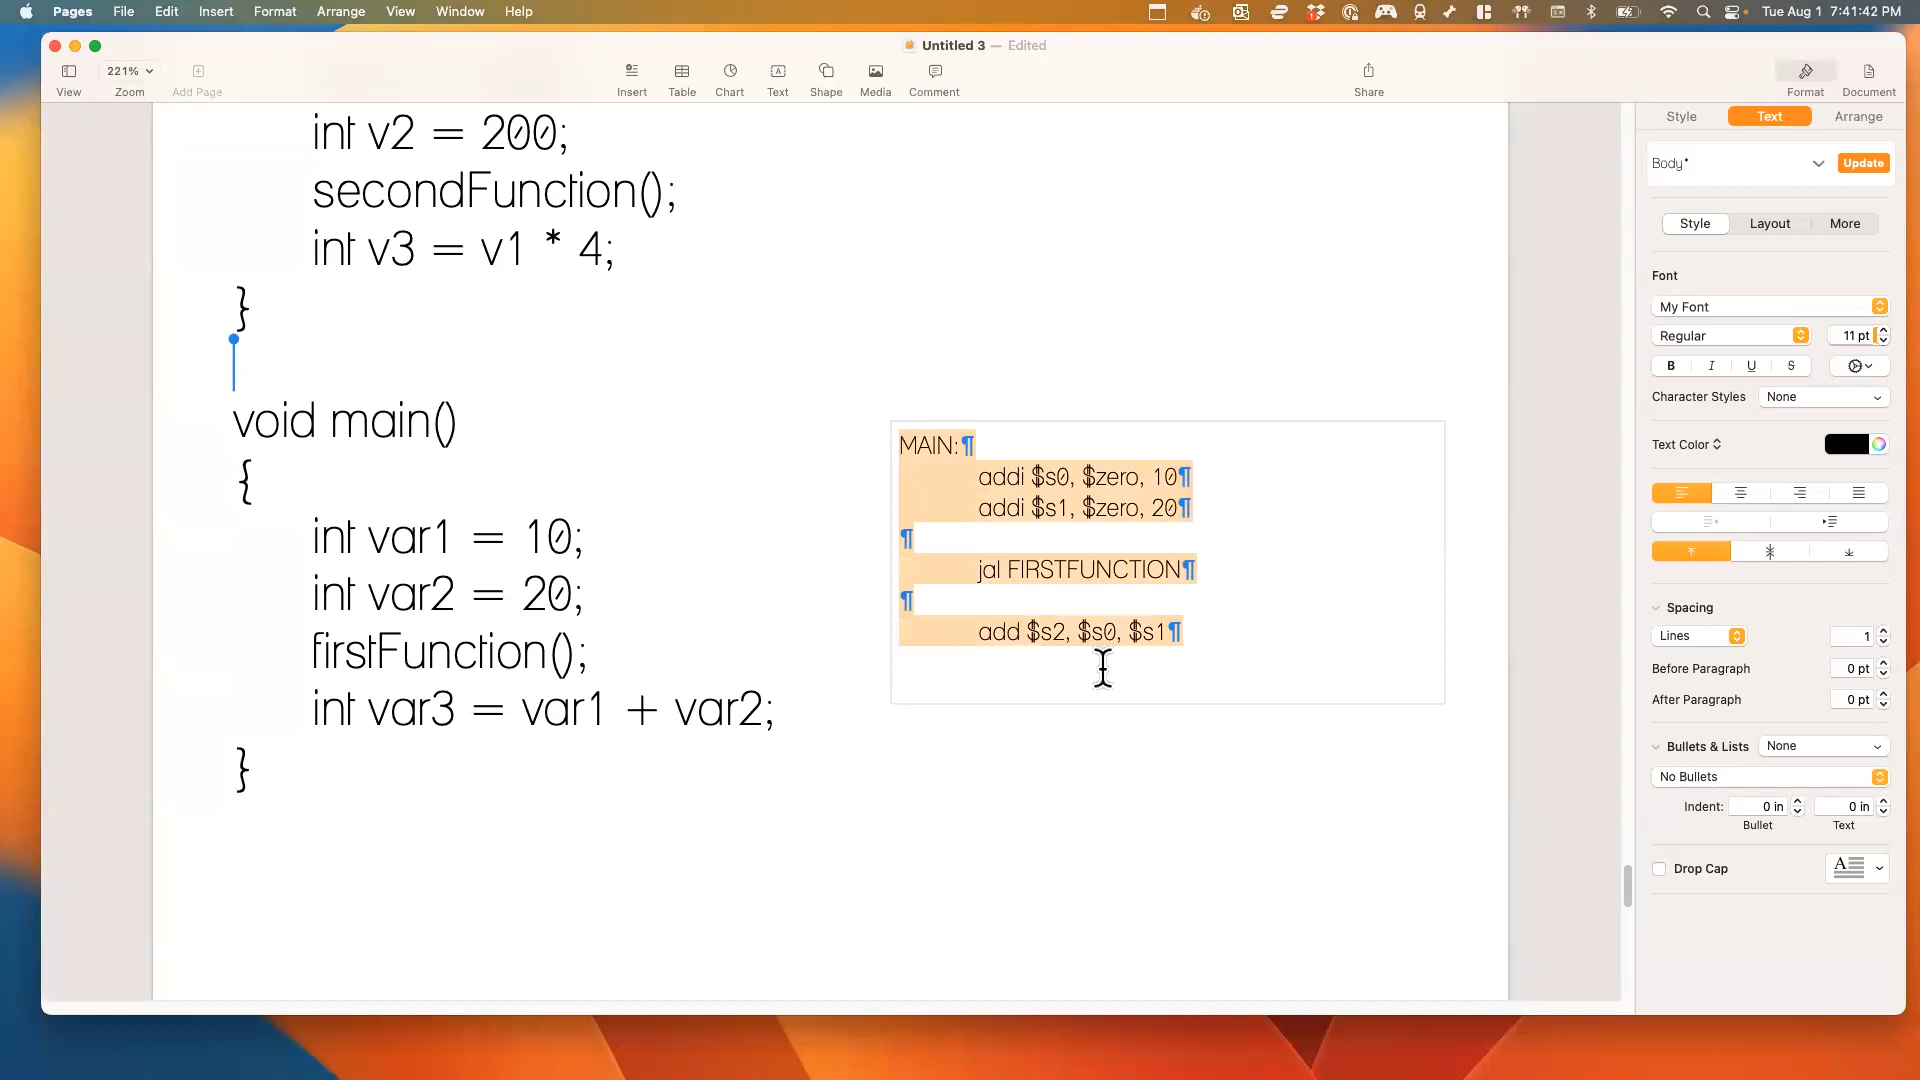 Pages File Edit Insert Format Arrange View Window Help Tue Aug 1 7:41:42 PM
Untitled 3 — Edited
221%
View Zoom Add Page Insert Table Chart Text Shape Media Comment Share Format Document
Style Text Arrange
Body* Update
Style Layout More
Font
My Font
Regular 11 pt
B I U S
Character Styles None
Text Color
Spacing
Lines 1
Before Paragraph 0 pt
After Paragraph 0 pt
Bullets & Lists None
No Bullets
Indent: 0 in 0 in
Bullet Text
Drop Cap
int v2 = 200;
secondFunction();
int v3 = v1 * 4;
}
void main()
{
int var1 = 10;
int var2 = 20;
firstFunction();
int var3 = var1 + var2;
}
MAIN:¶
addi $s0, $zero, 10¶
addi $s1, $zero, 20¶
¶
jal FIRSTFUNCTION¶
¶
add $s2, $s0, $s1¶